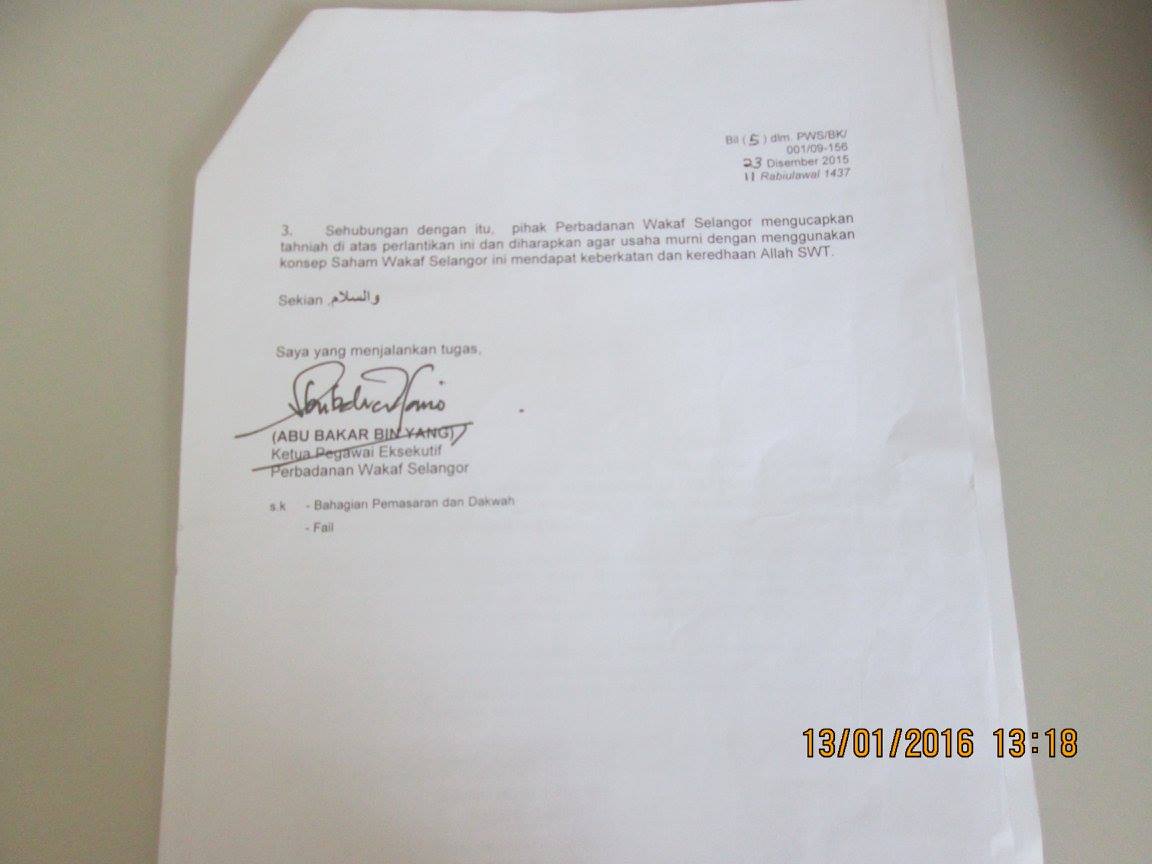 Bil ( 5 ) dlm. PWS/BK/
001/09-156
23 Disember 2015
11 Rabiulawal 1437
3. Sehubungan dengan itu, pihak Perbadanan Wakaf Selangor mengucapkan
tahniah di atas perlantikan ini dan diharapkan agar usaha murni dengan menggunakan
konsep Saham Wakaf Selangor ini mendapat keberkatan dan keredhaan Allah SWT.
Sekian ,والسلام
Saya yang menjalankan tugas,
(ABU BAKAR BIN YANG)
Ketua Pegawai Eksekutif
Perbadanan Wakaf Selangor
s.k - Bahagian Pemasaran dan Dakwah
- Fail
13/01/2016 13:18